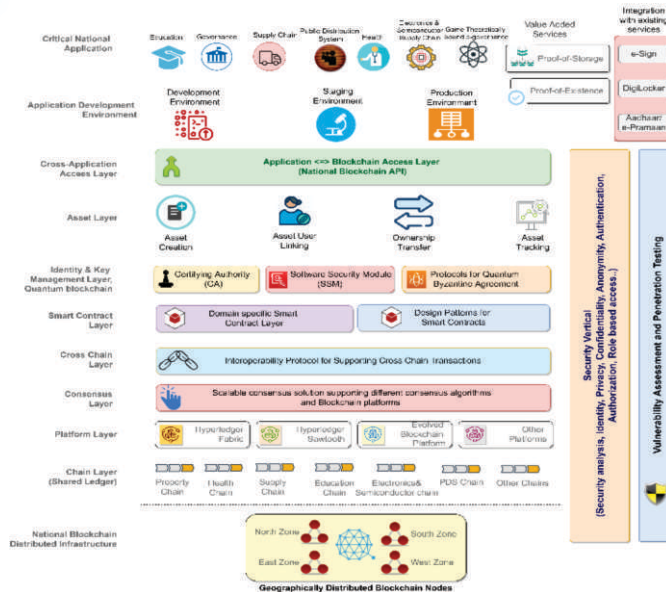 Critical National
Application
Education
Governance
Supply Chain
Public Distribution
System
Health
Electronics &
Semiconductor
Supply Chain
Game Theoretically
Value Added
Services
Proof-of-Storage
Proof-of-Existence
Integration
with existing
services
e-Sign
DigiLocker
Aadhaar/
e-Pramaan
Application Development
Environment
Development
Environment
Staging
Environment
Production
Environment
Cross-Application
Access Layer
Application <=> Blockchain Access Layer
(National Blockchain API)
Asset Layer
Asset
Creation
Asset User
Linking
Ownership
Transfer
Asset
Tracking
Identity & Key
Management Layer,
Quantum blockchain
Certifying Authority
(CA)
Software Security Module
(SSM)
Protocols for Quantum
Byzantine Agreement
Smart Contract
Layer
Domain specific Smart
Contract Layer
Design Patterns for
Smart Contracts
Cross Chain
Layer
Interoperability Protocol for Supporting Cross Chain Transactions
Consensus
Layer
Scalable consensus solution supporting different consensus algorithms
and Blockchain platforms
Platform Layer
Hyperledger
Fabric
Hyperledger
Sawtooth
Evolved
Blockchain
Platform
Other
Platforms
Chain Layer
(Shared Ledger)
Property
Chain
Health
Chain
Supply
Chain
Education
Chain
Electronics&
Semiconductor chain
PDS Chain
Other Chains
National Blockchain
Distributed Infrastructure
North Zone
South Zone
East Zone
West Zone
Geographically Distributed Blockchain Nodes
Security Vertical
(Security analysis, Identity, Privacy, Confidentiality, Anonymity, Authentication,
Authorization, Role based access..)
Vulnerability Assessment and Penetration Testing